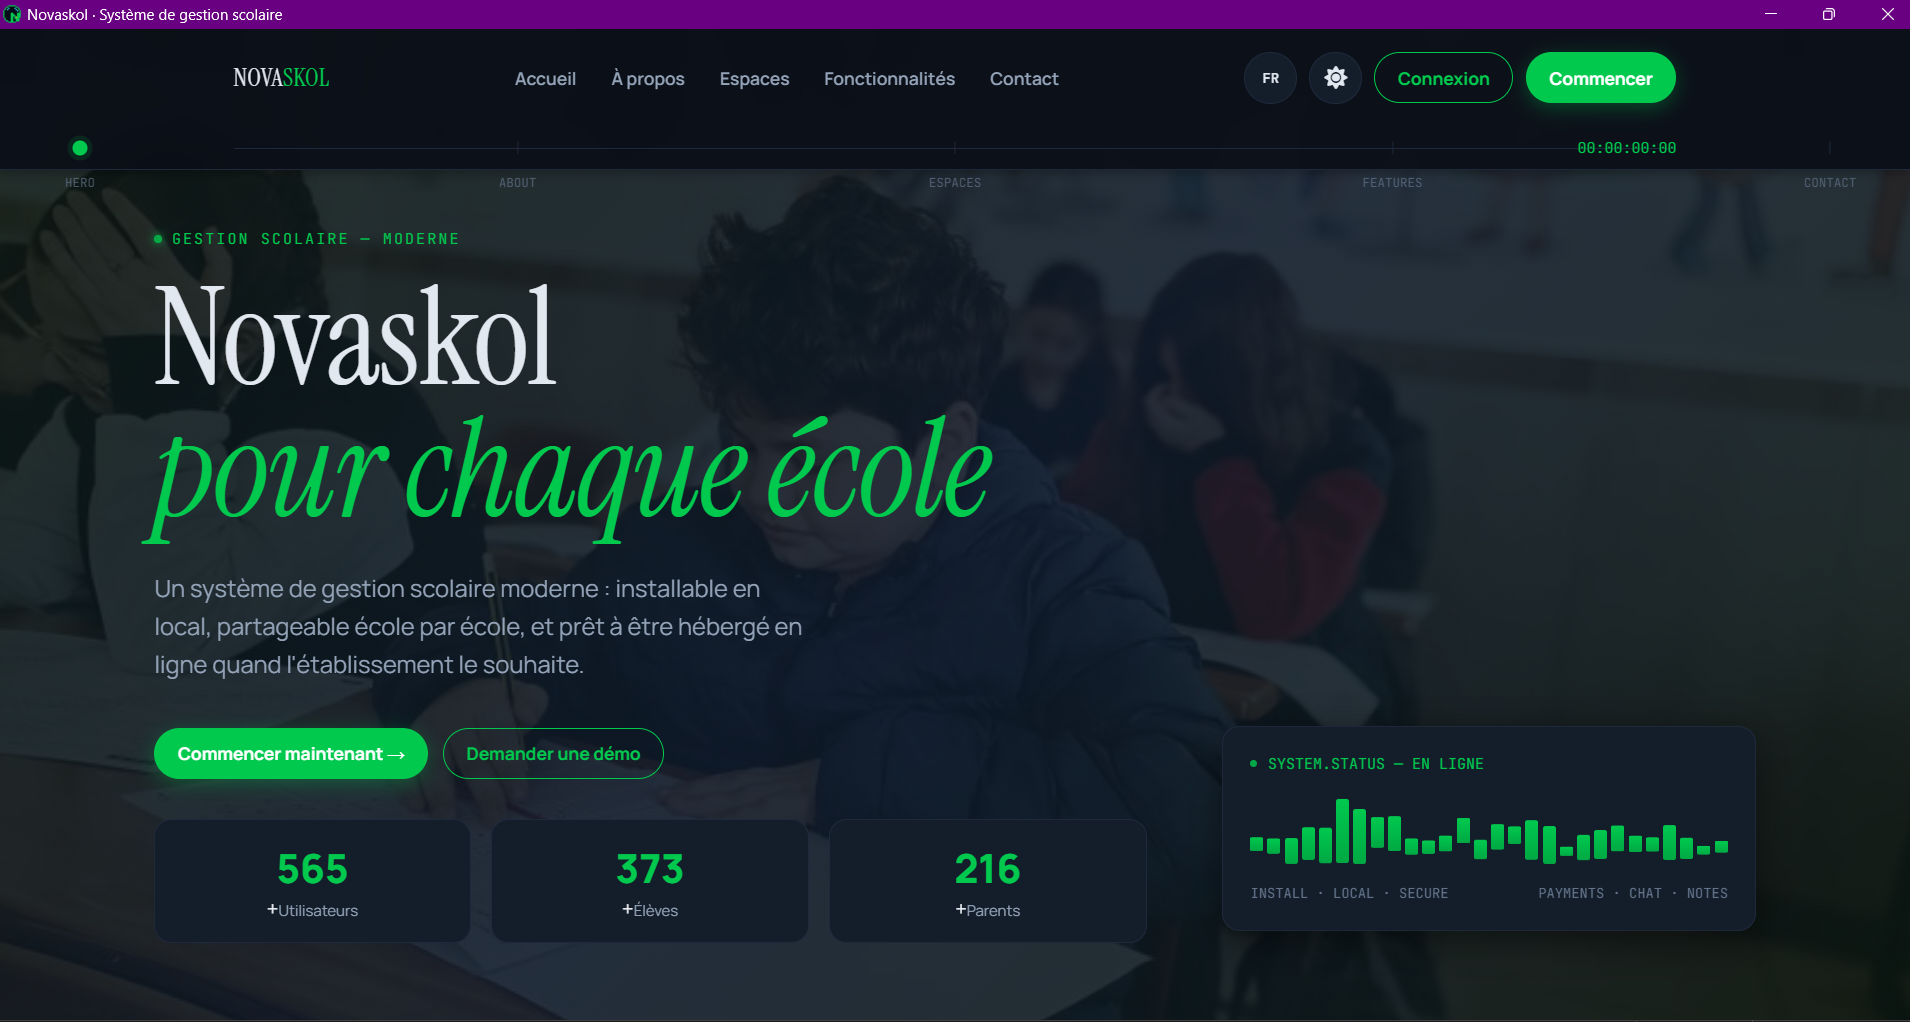 Novaskol · Système de gestion scolaire
NOVASKOL
Accueil
À propos
Espaces
Fonctionnalités
Contact
FR
Connexion
Commencer
00:00:00:00
HERO
ABOUT
ESPACES
FEATURES
CONTACT
GESTION SCOLAIRE — MODERNE
Novaskol
pour chaque école
Un système de gestion scolaire moderne : installable en
local, partageable école par école, et prêt à être hébergé en
ligne quand l'établissement le souhaite.
Commencer maintenant →
Demander une démo
565
+Utilisateurs
373
+Élèves
216
+Parents
SYSTEM.STATUS — EN LIGNE
INSTALL · LOCAL · SECURE
PAYMENTS · CHAT · NOTES